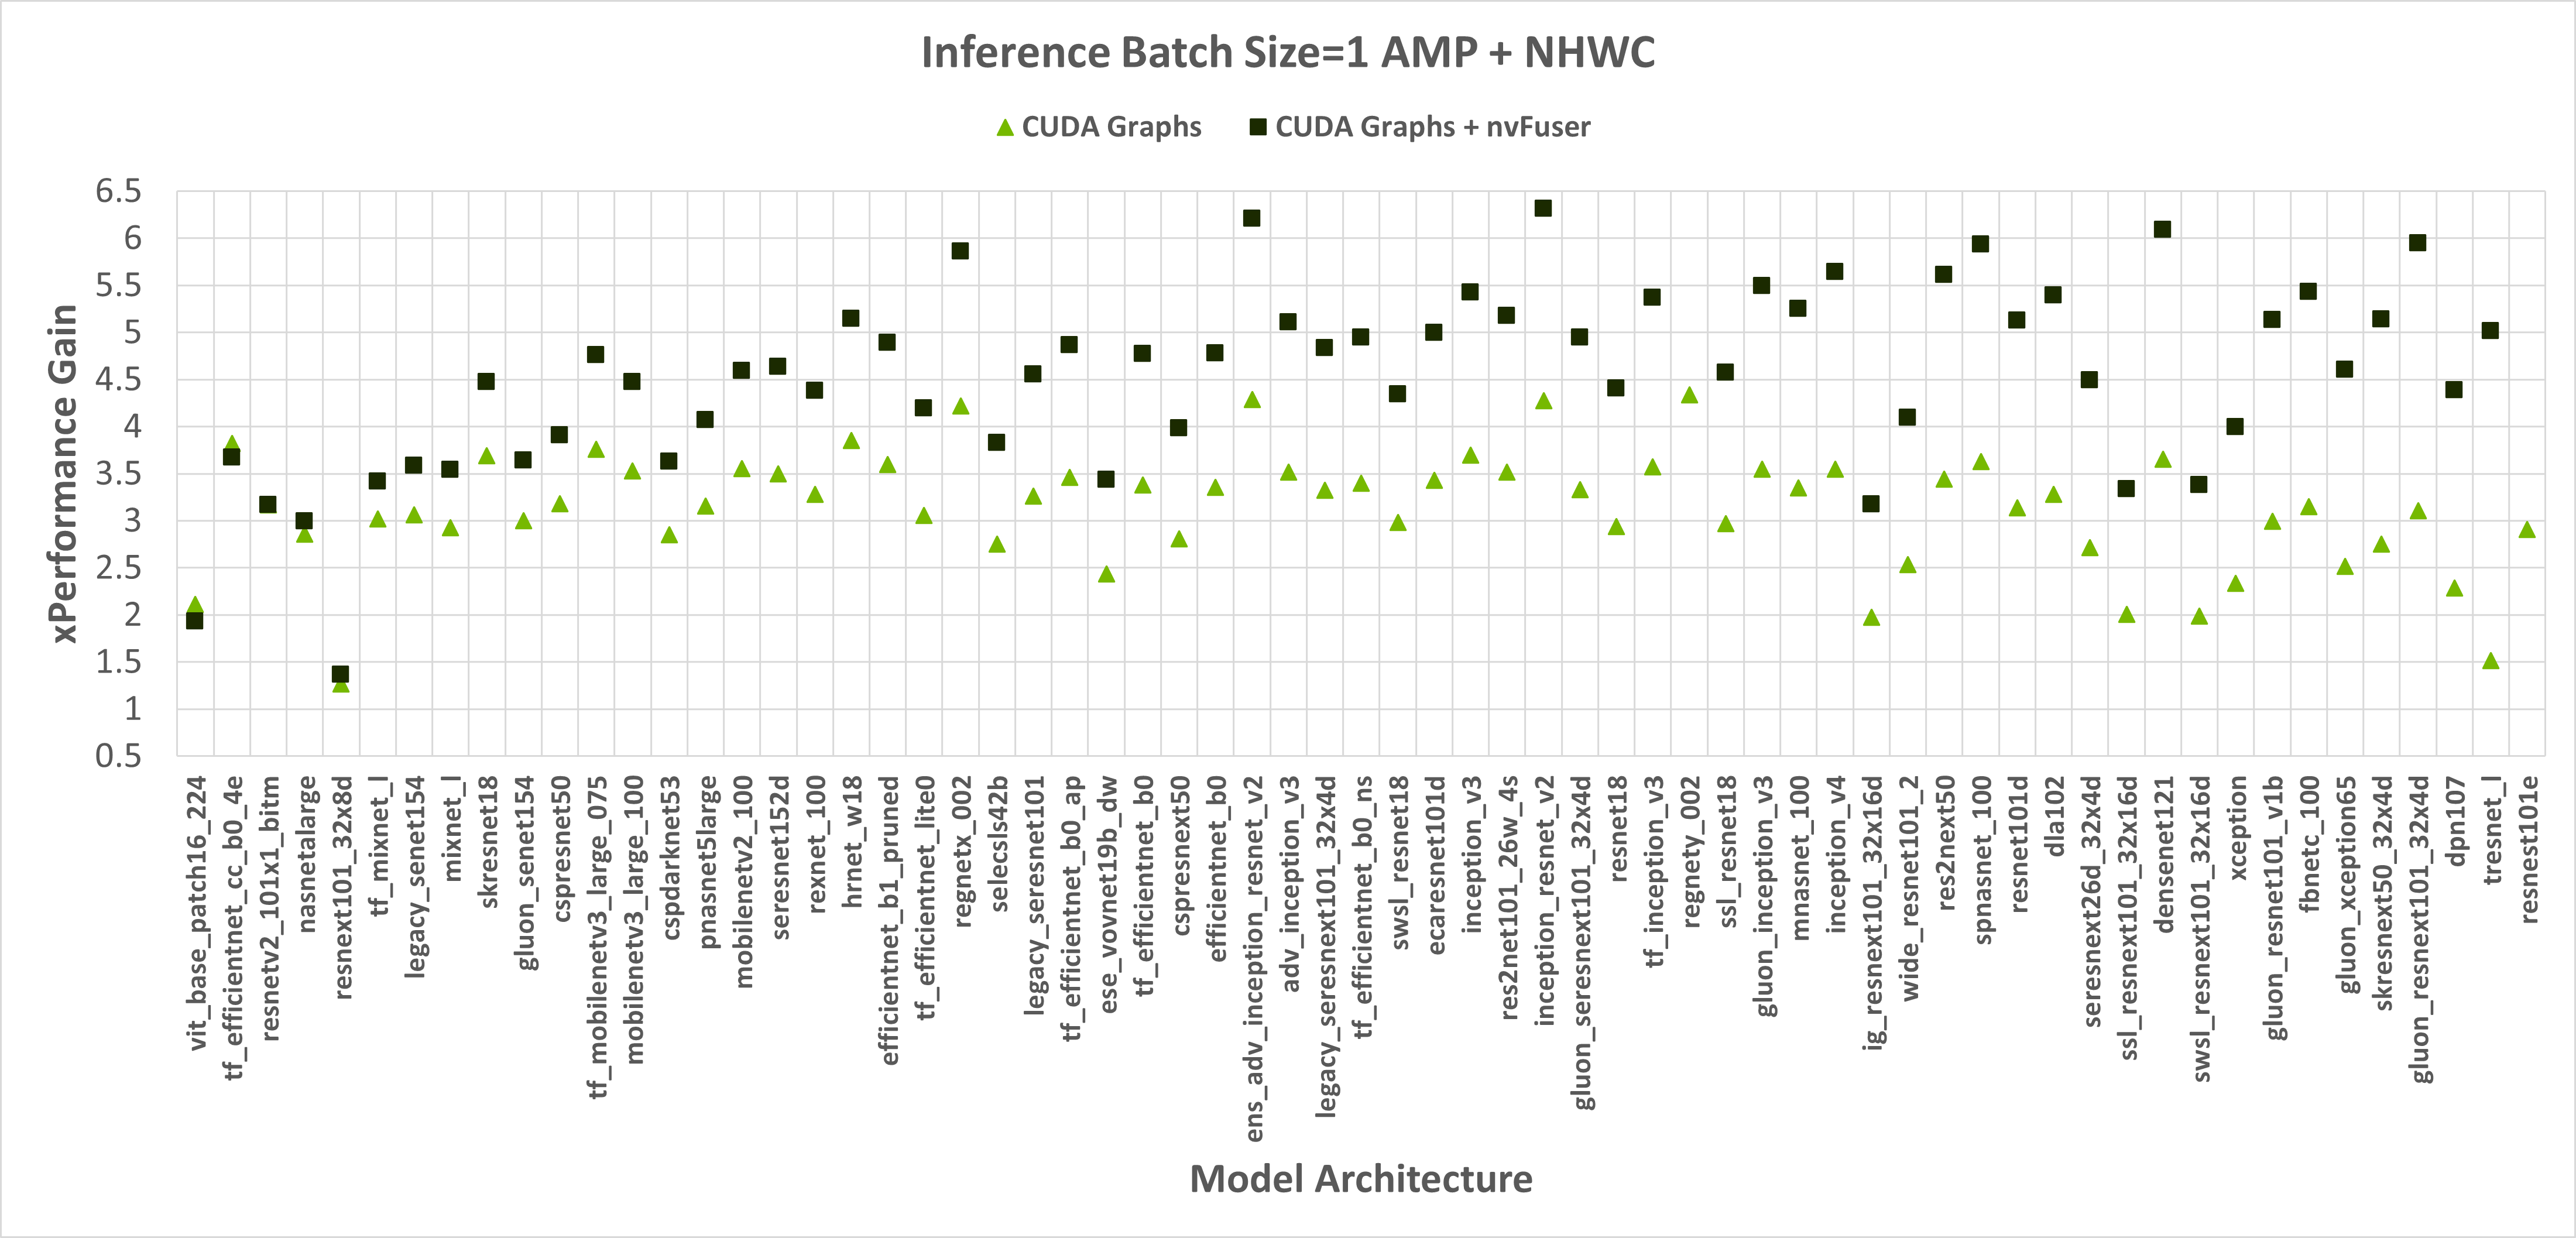 Inference Batch Size=1 AMP + NHWC
CUDA Graphs
CUDA Graphs + nvFuser
xPerformance Gain
6.5
6
5.5
5
4.5
4
3.5
3
2.5
2
1.5
1
0.5
vit_base_patch16_224
tf_efficientnet_cc_b0_4e
resnetv2_101x1_bitm
nasnetalarge
resnext101_32x8d
tf_mixnet_l
legacy_senet154
mixnet_l
skresnet18
gluon_senet154
cspresnet50
tf_mobilenetv3_large_075
mobilenetv3_large_100
cspdarknet53
pnasnet5large
mobilenetv2_100
seresnet152d
rexnet_100
hrnet_w18
efficientnet_b1_pruned
tf_efficientnet_lite0
regnetx_002
selecsls42b
legacy_seresnet101
tf_efficientnet_b0_ap
ese_vovnet19b_dw
tf_efficientnet_b0
cspresnext50
efficientnet_b0
ens_adv_inception_resnet_v2
adv_inception_v3
legacy_seresnext101_32x4d
tf_efficientnet_b0_ns
swsl_resnet18
ecaresnet101d
inception_v3
res2net101_26w_4s
inception_resnet_v2
gluon_seresnext101_32x4d
resnet18
tf_inception_v3
regnety_002
ssl_resnet18
gluon_inception_v3
mnasnet_100
inception_v4
ig_resnext101_32x16d
wide_resnet101_2
res2next50
spnasnet_100
resnet101d
dla102
seresnext26d_32x4d
ssl_resnext101_32x16d
densenet121
swsl_resnext101_32x16d
xception
gluon_resnet101_v1b
fbnetc_100
gluon_xception65
skresnext50_32x4d
gluon_resnext101_32x4d
dpn107
tresnet_l
resnest101e
Model Architecture